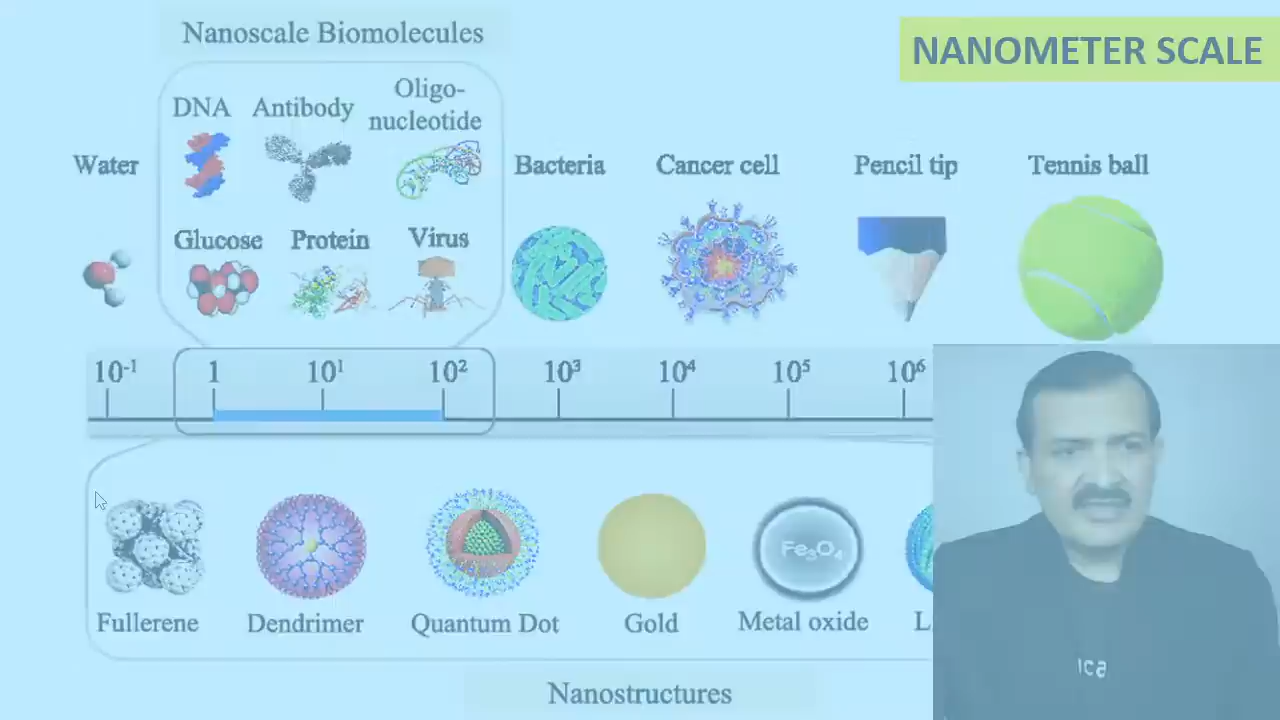 Nanoscale Biomolecules
NANOMETER SCALE
DNA
Antibody
Oligo-
nucleotide
Water
Bacteria
Cancer cell
Pencil tip
Tennis ball
Glucose
Protein
Virus
10⁻¹
1
10¹
10²
10³
10⁴
10⁵
10⁶
Fe₃O₄
Fullerene
Dendrimer
Quantum Dot
Gold
Metal oxide
L
ica
Nanostructures